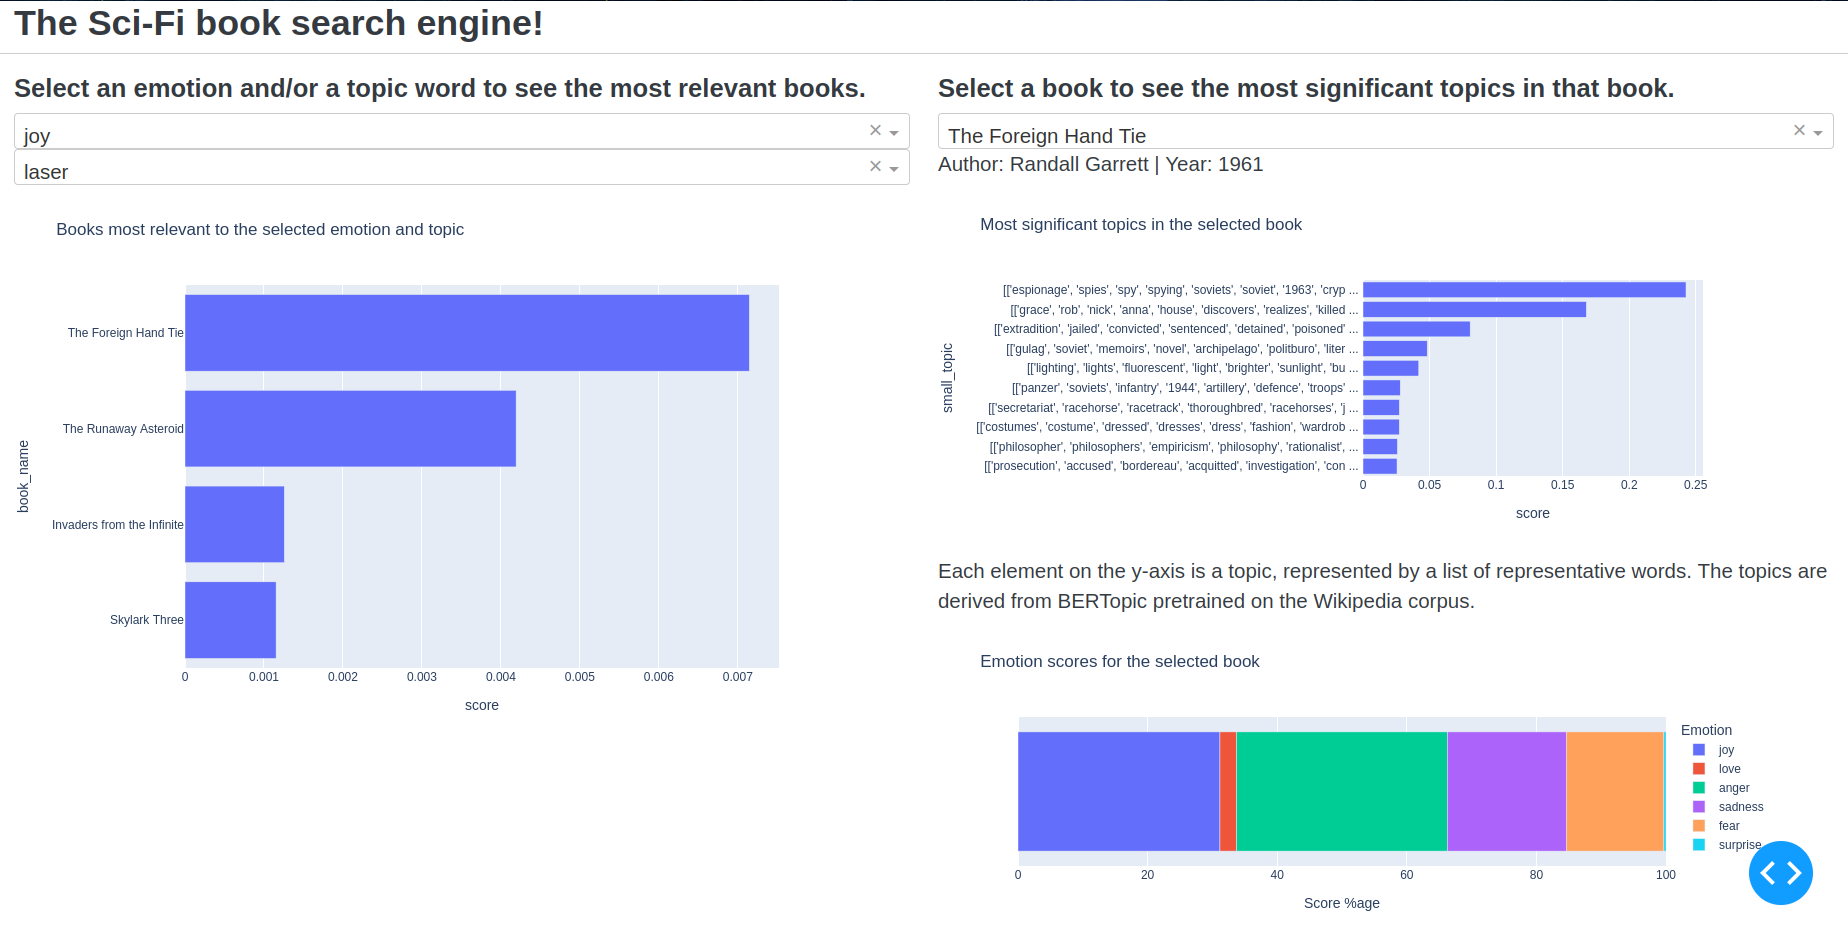 The Sci-Fi book search engine!
Select an emotion and/or a topic word to see the most relevant books.
joy
laser
Books most relevant to the selected emotion and topic
book_name
The Foreign Hand Tie
The Runaway Asteroid
Invaders from the Infinite
Skylark Three
0 0.001 0.002 0.003 0.004 0.005 0.006 0.007
score
Select a book to see the most significant topics in that book.
The Foreign Hand Tie
Author: Randall Garrett | Year: 1961
Most significant topics in the selected book
small_topic
[['espionage', 'spies', 'spy', 'spying', 'soviets', 'soviet', '1963', 'cryp ...
[['grace', 'rob', 'nick', 'anna', 'house', 'discovers', 'realizes', 'killed ...
[['extradition', 'jailed', 'convicted', 'sentenced', 'detained', 'poisoned' ...
[['gulag', 'soviet', 'memoirs', 'novel', 'archipelago', 'politburo', 'liter ...
[['lighting', 'lights', 'fluorescent', 'light', 'brighter', 'sunlight', 'bu ...
[['panzer', 'soviets', 'infantry', '1944', 'artillery', 'defence', 'troops' ...
[['secretariat', 'racehorse', 'racetrack', 'thoroughbred', 'racehorses', 'j ...
[['costumes', 'costume', 'dressed', 'dresses', 'dress', 'fashion', 'wardrob ...
[['philosopher', 'philosophers', 'empiricism', 'philosophy', 'rationalist', ...
[['prosecution', 'accused', 'bordereau', 'acquitted', 'investigation', 'con ...
0 0.05 0.1 0.15 0.2 0.25
score
Each element on the y-axis is a topic, represented by a list of representative words. The topics are
derived from BERTopic pretrained on the Wikipedia corpus.
Emotion scores for the selected book
Emotion
joy
love
anger
sadness
fear
surprise
0 20 40 60 80 100
Score %age